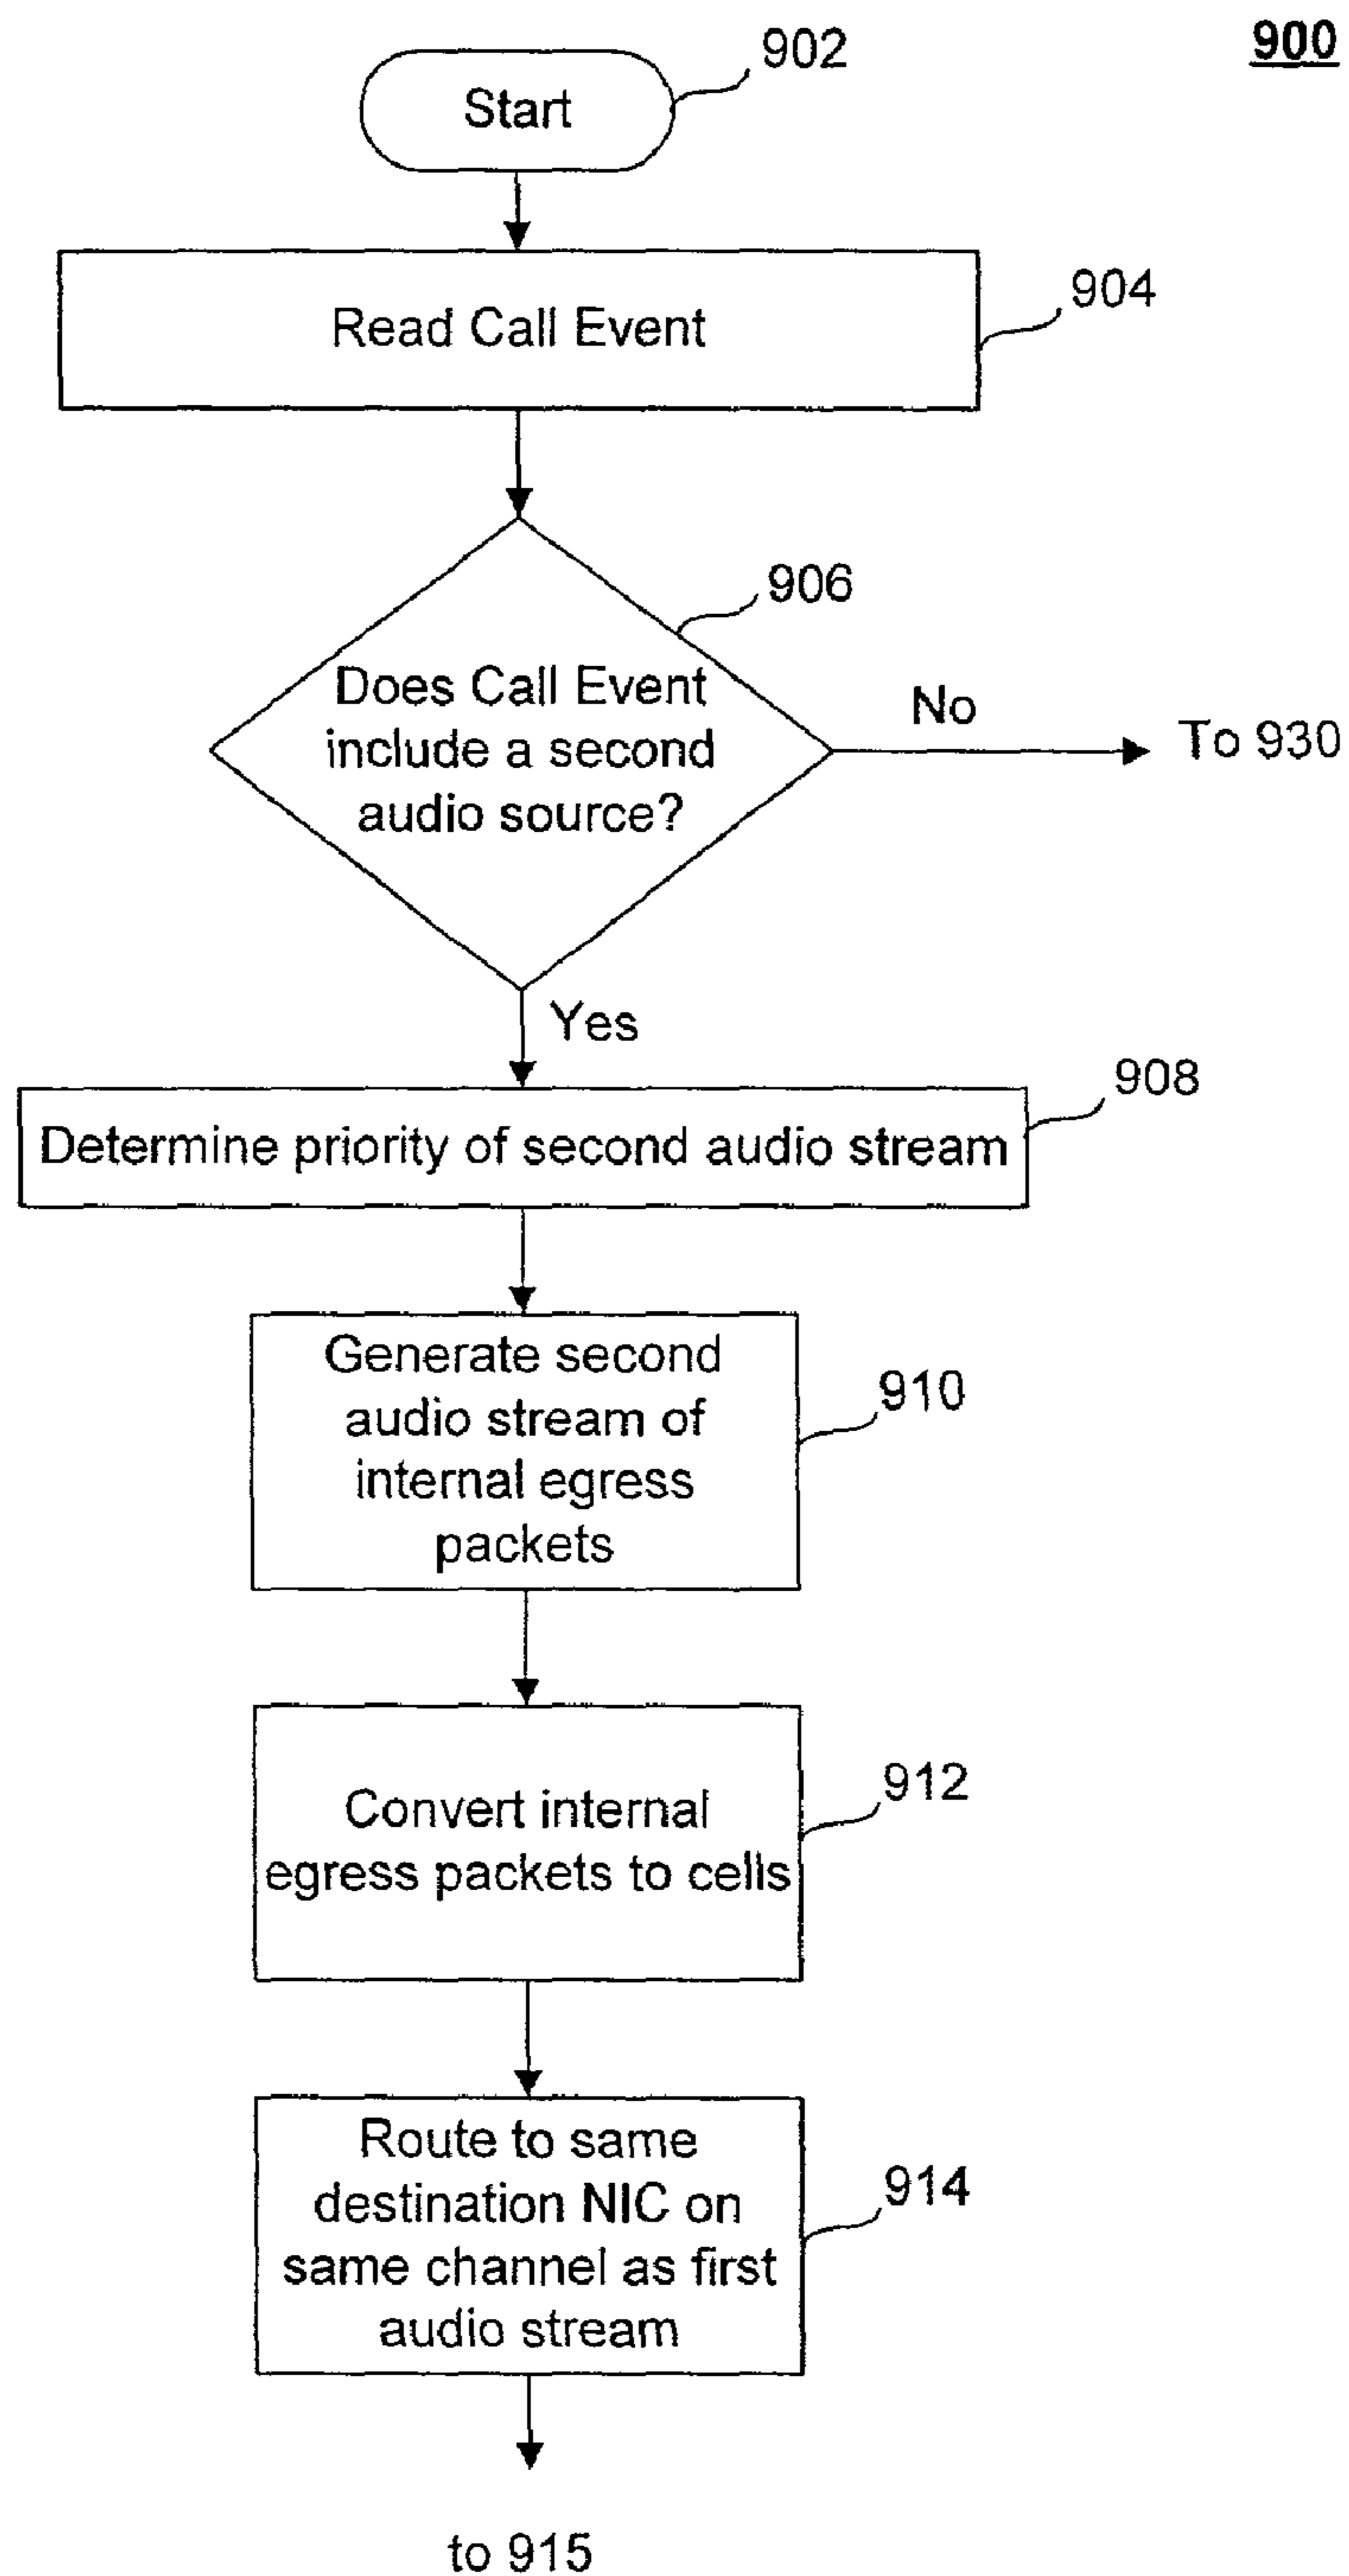 900
902
Start
904
Read Call Event
906
Does Call Event
include a second
audio source?
No
To 930
Yes
908
Determine priority of second audio stream
Generate second
audio stream of
internal egress
packets
910
Convert internal
egress packets to cells
912
Route to same
destination NIC on
same channel as first
audio stream
914
to 915